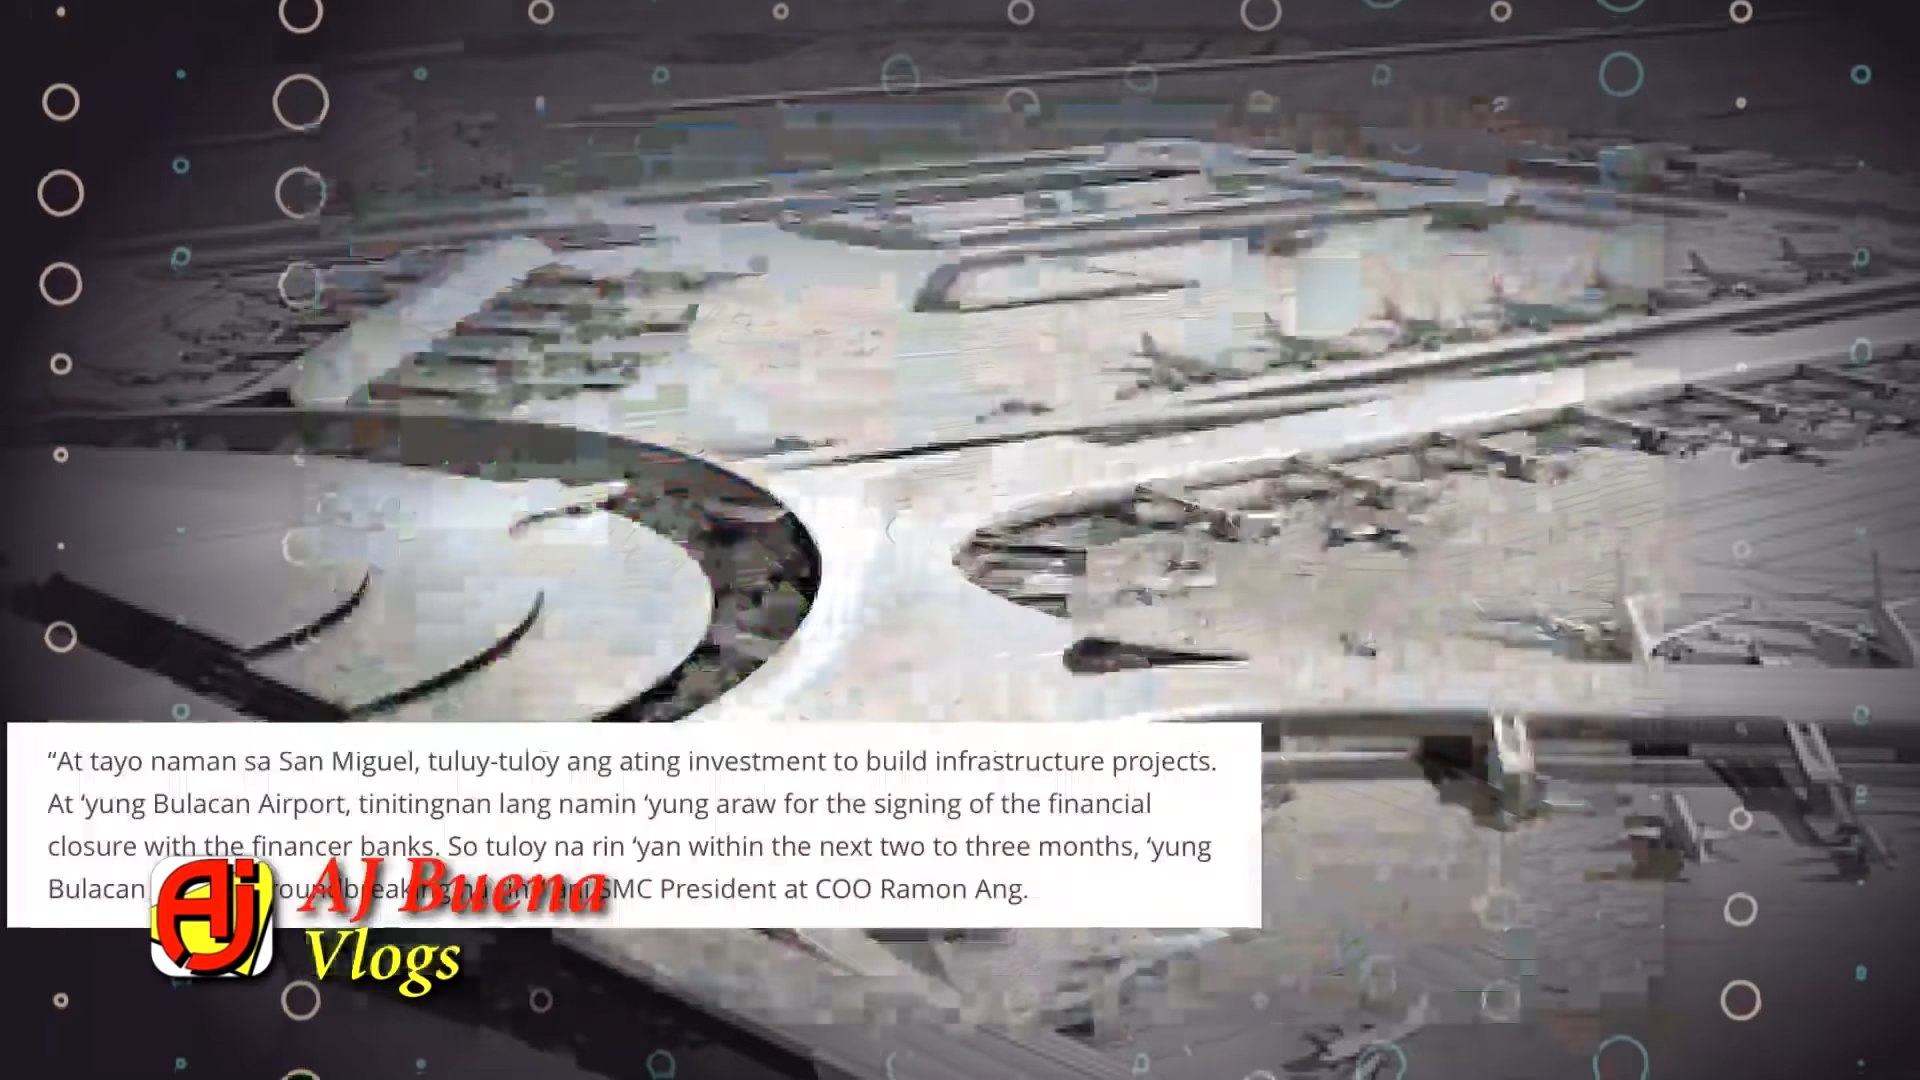 “At tayo naman sa San Miguel, tuluy-tuloy ang ating investment to build infrastructure projects.
At ‘yung Bulacan Airport, tinitingnan lang namin ‘yung araw for the signing of the financial
closure with the financer banks. So tuloy na rin ‘yan within the next two to three months, ‘yung
Bulacan SMC President at COO Ramon Ang.
AJ AJ Buena
Vlogs